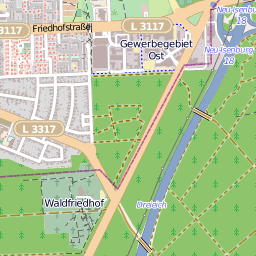 Friedhofstraße
3117
L 3117
Neu-Isenburg
18
Gewerbegebiet
Ost
Neu-Isenburg
18
L 3317
Waldfriedhof
Dreieich